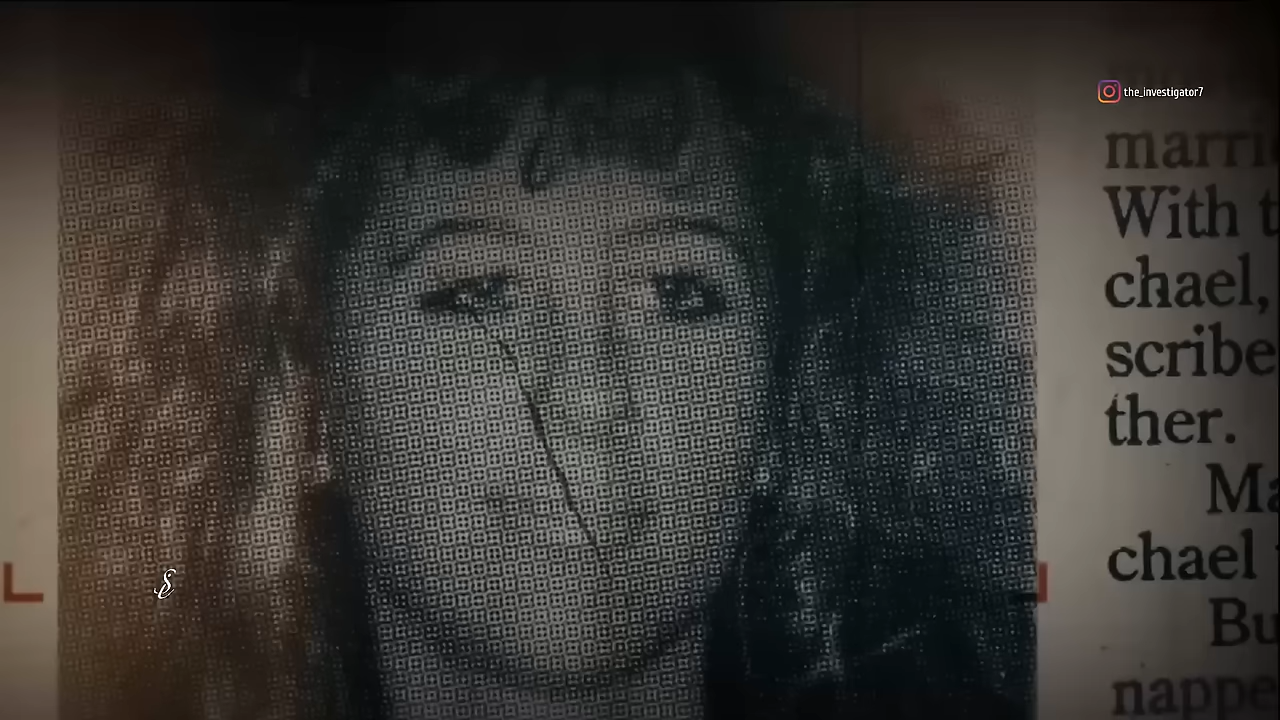 the_investigator7
marri
With t
chael,
scribe
ther.
Ma
chael
Bu
nappe
S